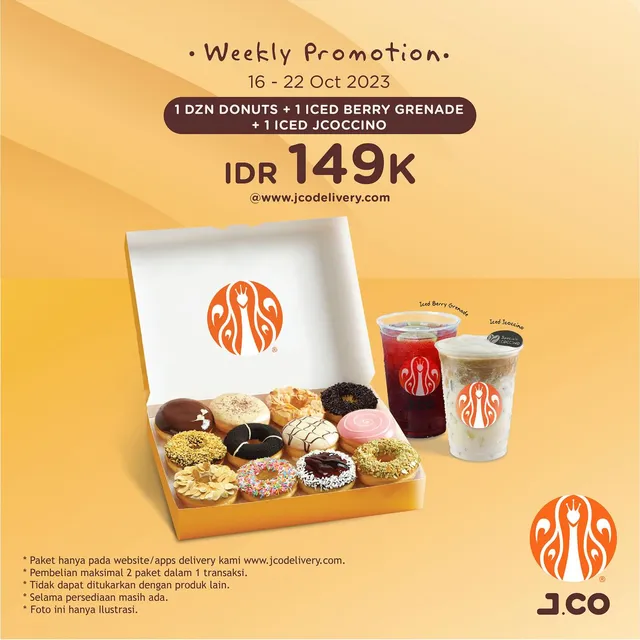 • Weekly Promotion •
16 - 22 Oct 2023
1 DZN DONUTS + 1 ICED BERRY GRENADE
+ 1 ICED JCOCCINO
IDR 149K
@www.jcodelivery.com
Iced Berry Grenade
Iced Jcoccino
* Paket hanya pada website/apps delivery kami www.jcodelivery.com.
* Pembelian maksimal 2 paket dalam 1 transaksi.
* Tidak dapat ditukarkan dengan produk lain.
* Selama persediaan masih ada.
* Foto ini hanya Ilustrasi.
®
®
J.CO